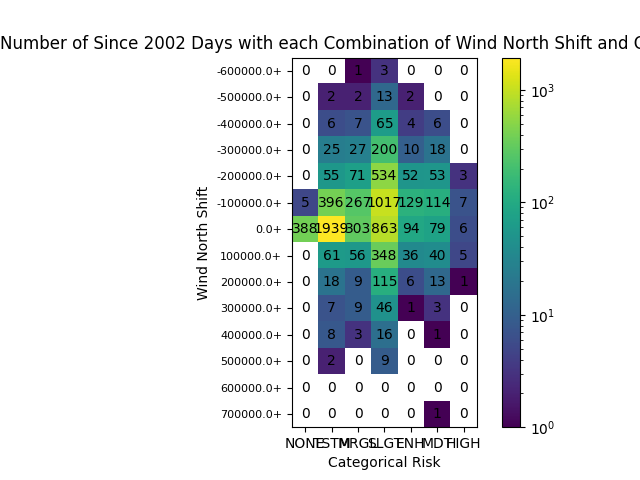 Number of Since 2002 Days with each Combination of Wind North Shift and C
-600000.0+ 0 0 1 3 0 0 0
-500000.0+ 0 2 2 13 2 0 0
-400000.0+ 0 6 7 65 4 6 0
-300000.0+ 0 25 27 200 10 18 0
-200000.0+ 0 55 71 534 52 53 3
-100000.0+ 5 396 267 1017 129 114 7
0.0+ 388 1939 303 863 94 79 6
100000.0+ 0 61 56 348 36 40 5
200000.0+ 0 18 9 115 6 13 1
300000.0+ 0 7 9 46 1 3 0
400000.0+ 0 8 3 16 0 1 0
500000.0+ 0 2 0 9 0 0 0
600000.0+ 0 0 0 0 0 0 0
700000.0+ 0 0 0 0 0 1 0
NONE TSTM MRGL SLGT ENH MDT HIGH
Categorical Risk
Wind North Shift
10³
10²
10¹
10⁰